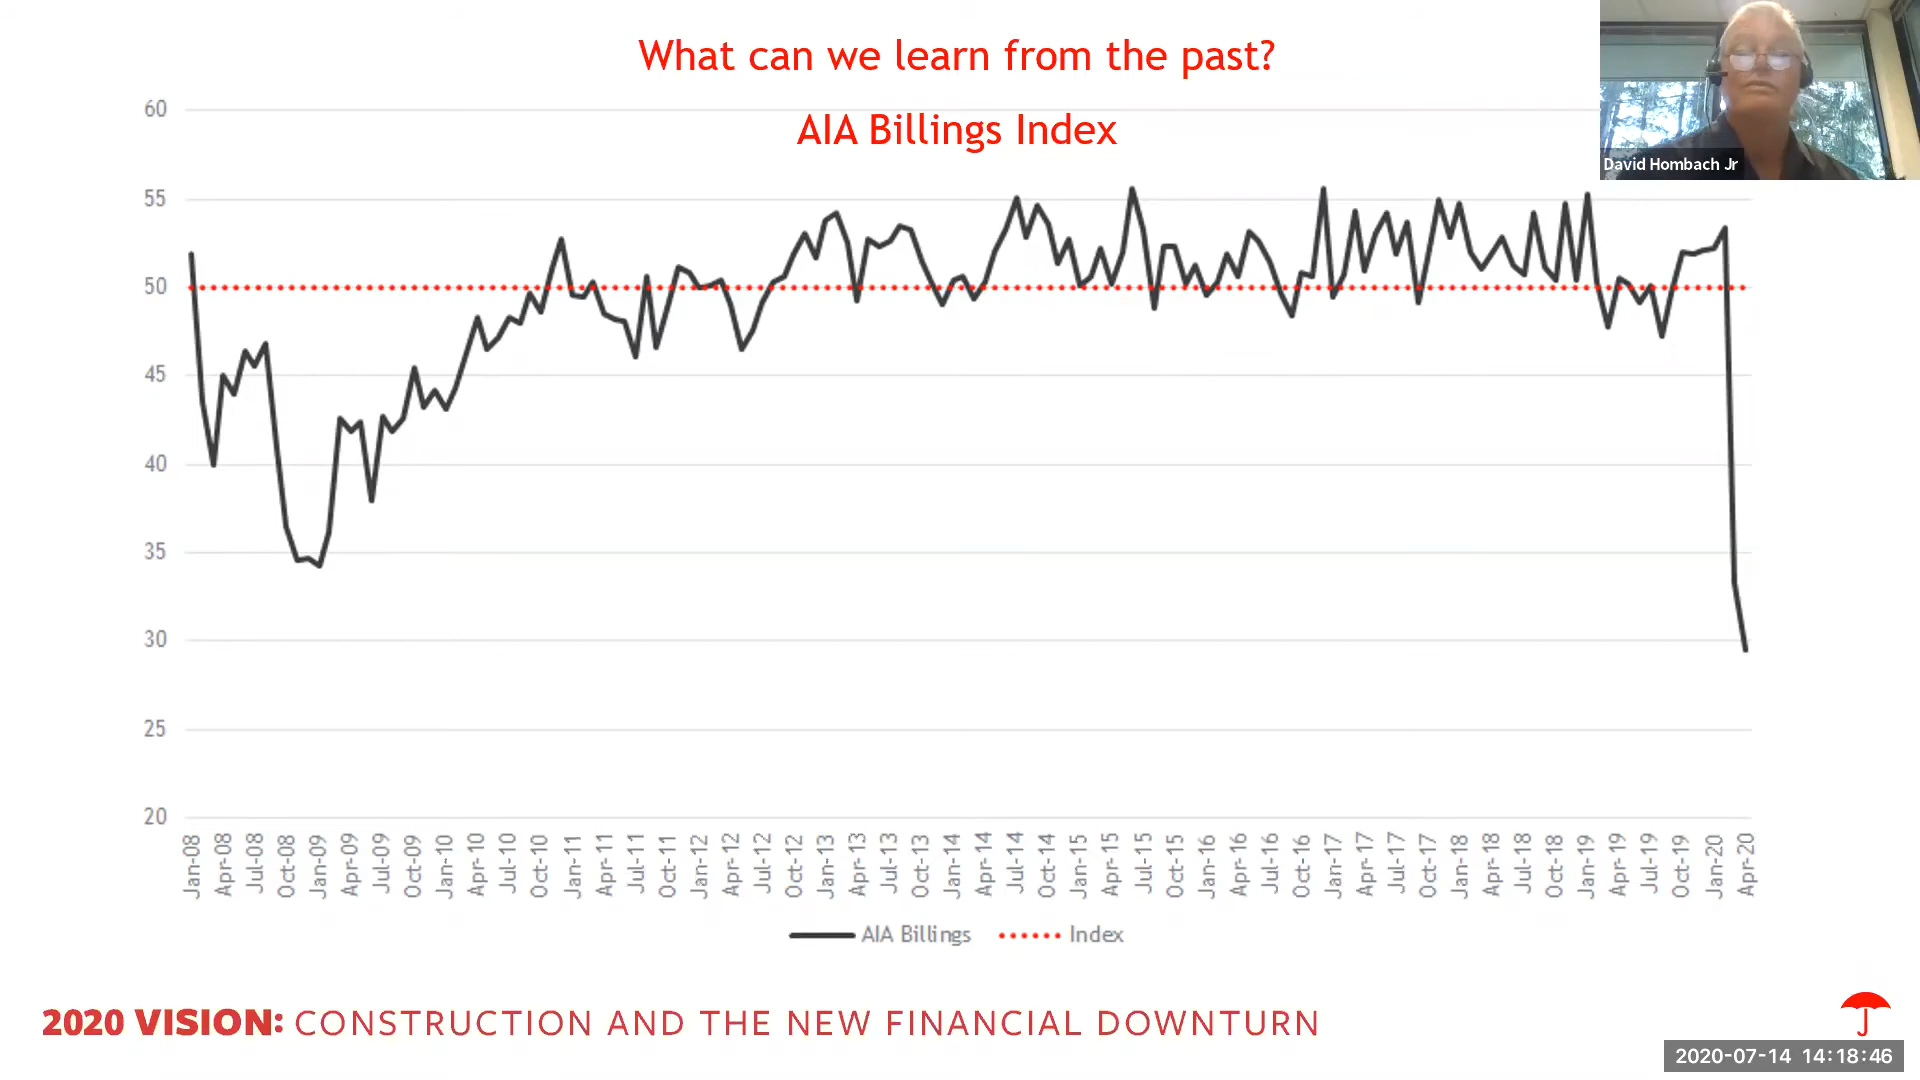 What can we learn from the past?
AIA Billings Index
David Hombach Jr
60
55
50
45
40
35
30
25
20
Jan-08
Apr-08
Jul-08
Oct-08
Jan-09
Apr-09
Jul-09
Oct-09
Jan-10
Apr-10
Jul-10
Oct-10
Jan-11
Apr-11
Jul-11
Oct-11
Jan-12
Apr-12
Jul-12
Oct-12
Jan-13
Apr-13
Jul-13
Oct-13
Jan-14
Apr-14
Jul-14
Oct-14
Jan-15
Apr-15
Jul-15
Oct-15
Jan-16
Apr-16
Jul-16
Oct-16
Jan-17
Apr-17
Jul-17
Oct-17
Jan-18
Apr-18
Jul-18
Oct-18
Jan-19
Apr-19
Jul-19
Oct-19
Jan-20
Apr-20
AIA Billings Index
2020 VISION: CONSTRUCTION AND THE NEW FINANCIAL DOWNTURN
2020-07-14 14:18:46